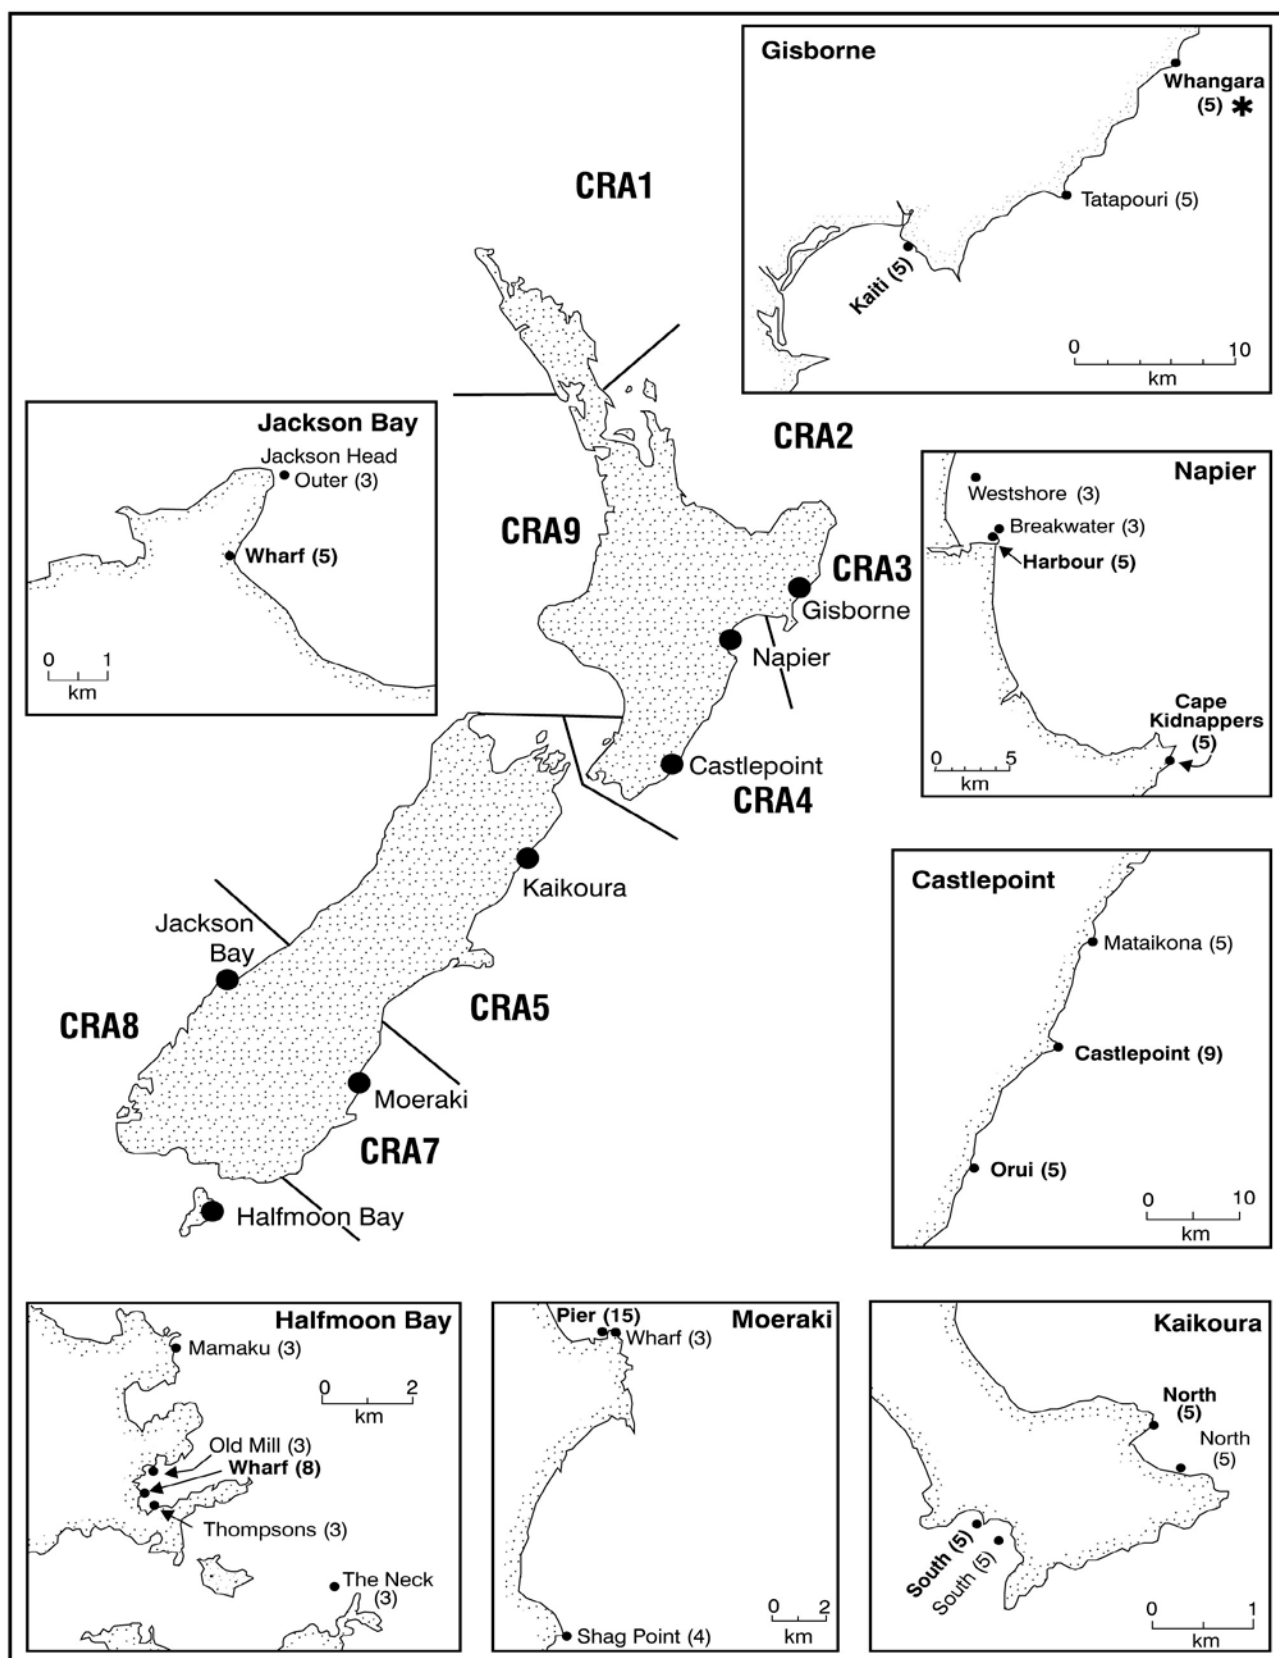 Gisborne
Whangara
(5) *
Tatapouri (5)
Kaiti (5)
0 10
km
CRA1
CRA2
CRA9
CRA3
Gisborne
Napier
Castlepoint
CRA4
Kaikoura
Jackson
Bay
CRA8
CRA5
Moeraki
CRA7
Halfmoon Bay
Jackson Bay
Jackson Head
Outer (3)
Wharf (5)
0 1
km
Napier
Westshore (3)
Breakwater (3)
Harbour (5)
Cape
Kidnappers
(5)
0 5
km
Castlepoint
Mataikona (5)
Castlepoint (9)
Orui (5)
0 10
km
Halfmoon Bay
Mamaku (3)
0 2
km
Old Mill (3)
Wharf (8)
Thompsons (3)
The Neck
(3)
Moeraki
Pier (15)
Wharf (3)
Shag Point (4)
0 2
km
Kaikoura
North
(5)
North
(5)
South (5)
South (5)
0 1
km